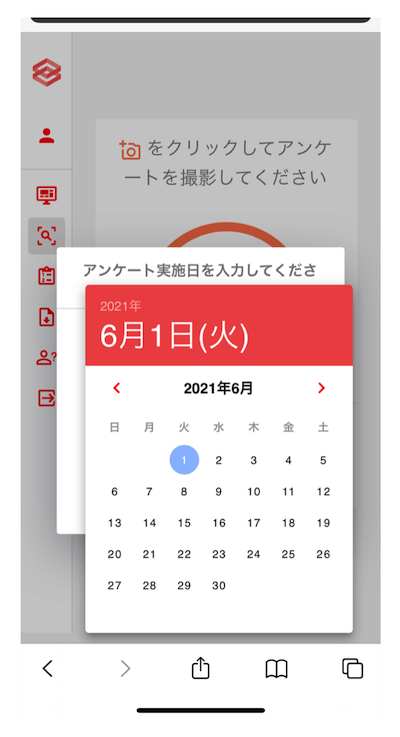 をクリックしてアンケ
ートを撮影してください
アンケート実施日を入力してくださ
2021年
6月1日(火)
2021年6月
日 月 火 水 木 金 土
1 2 3 4 5
6 7 8 9 10 11 12
13 14 15 16 17 18 19
20 21 22 23 24 25 26
27 28 29 30